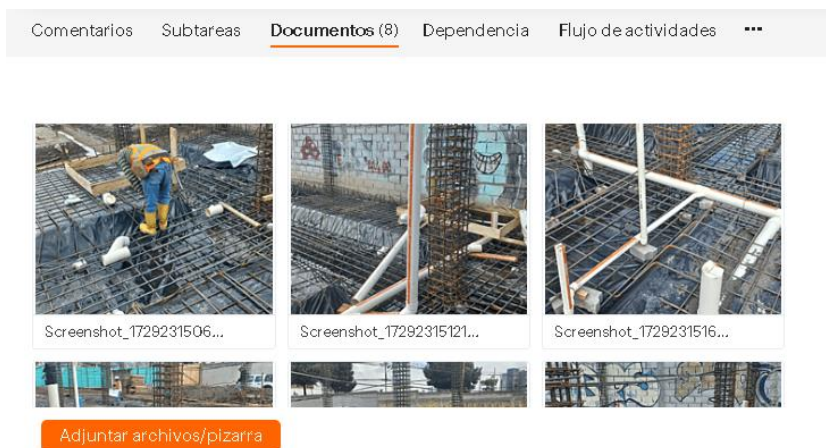 Comentarios Subtareas Documentos (8) Dependencia Flujo de actividades ...
Screenshot_1729231506... Screenshot_17292315121... Screenshot_1729231516...
Adjuntar archivos/pizarra